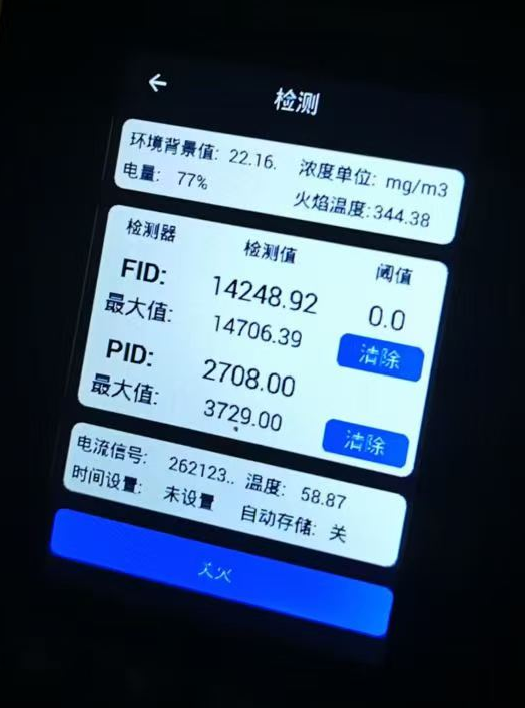 检测
环境背景值: 22.16. 浓度单位: mg/m3
电量: 77% 火焰温度:344.38
检测器 检测值 阈值
FID: 14248.92 0.0
最大值: 14706.39 清除
PID: 2708.00
最大值: 3729.00 清除
电流信号: 262123.. 温度: 58.87
时间设置: 未设置 自动存储: 关
关火